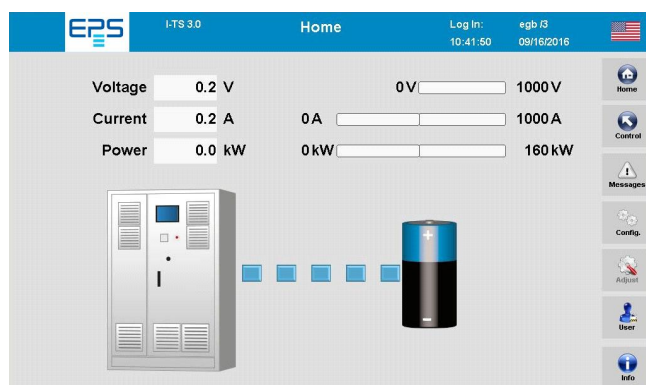 EPS
I-TS 3.0
Home
Log In:
egb /3
10:41:50
09/16/2016
Voltage
0.2 V
0 V
1000 V
Current
0.2 A
0 A
1000 A
Power
0.0 kW
0 kW
160 kW
+
-
Home
Control
!
Messages
Config.
Adjust
User
i
Info